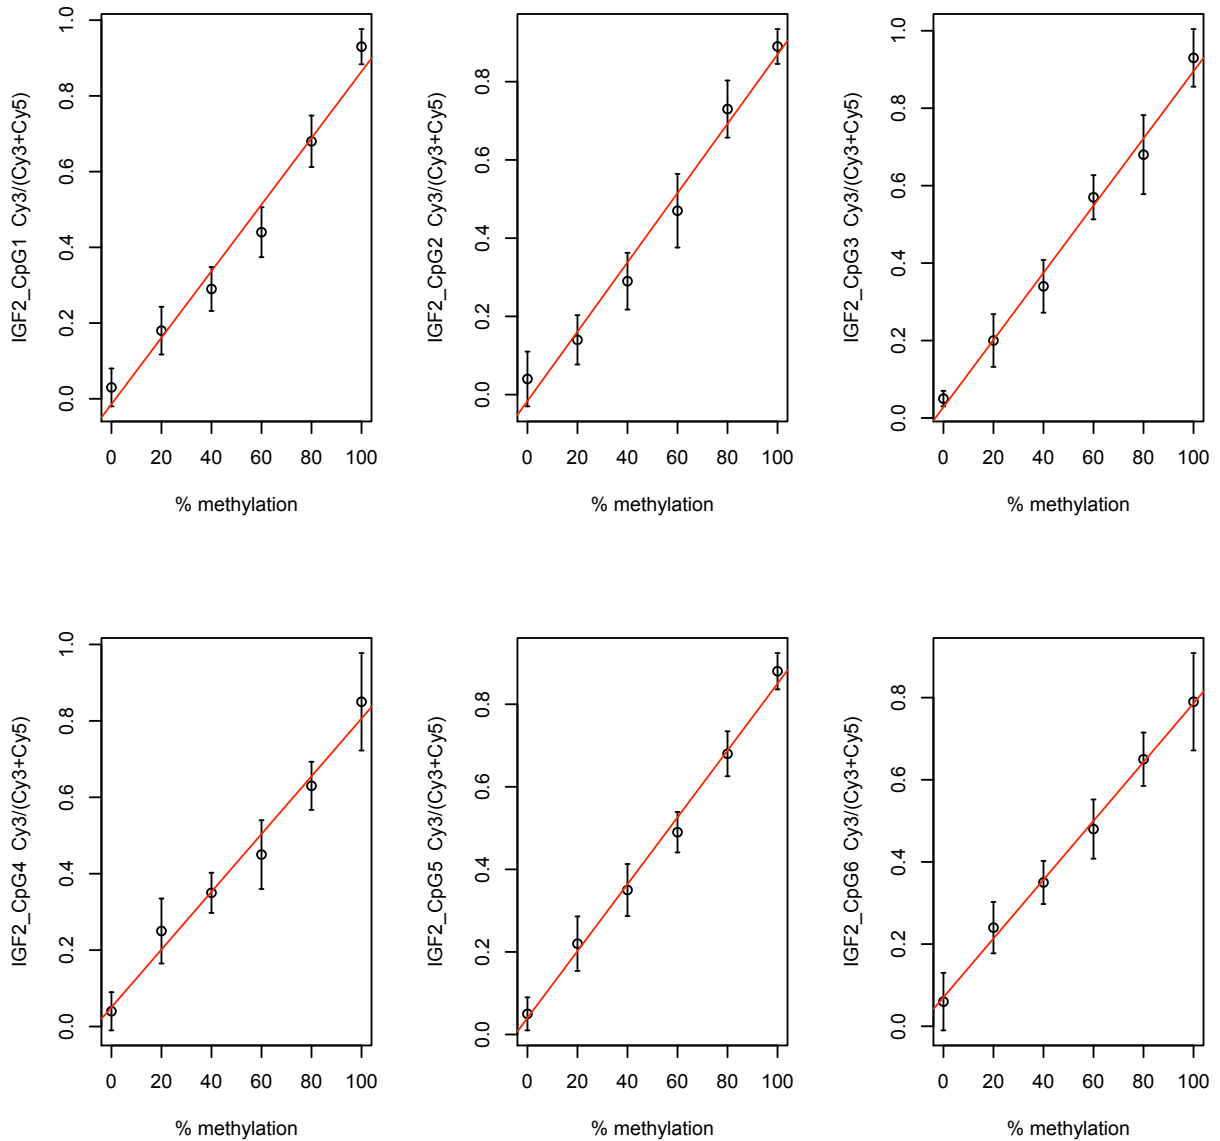 IGF2_CpG1 Cy3/(Cy3+Cy5)
1.0
0.8
0.6
0.4
0.2
0.0
0 20 40 60 80 100
% methylation
IGF2_CpG2 Cy3/(Cy3+Cy5)
0.8
0.6
0.4
0.2
0.0
0 20 40 60 80 100
% methylation
IGF2_CpG3 Cy3/(Cy3+Cy5)
1.0
0.8
0.6
0.4
0.2
0.0
0 20 40 60 80 100
% methylation
IGF2_CpG4 Cy3/(Cy3+Cy5)
1.0
0.8
0.6
0.4
0.2
0.0
0 20 40 60 80 100
% methylation
IGF2_CpG5 Cy3/(Cy3+Cy5)
0.8
0.6
0.4
0.2
0.0
0 20 40 60 80 100
% methylation
IGF2_CpG6 Cy3/(Cy3+Cy5)
0.8
0.6
0.4
0.2
0.0
0 20 40 60 80 100
% methylation